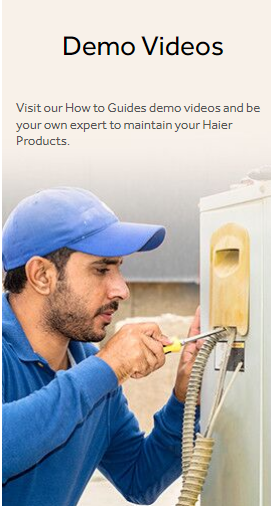 Demo Videos
Visit our How to Guides demo videos and be
your own expert to maintain your Haier
Products.